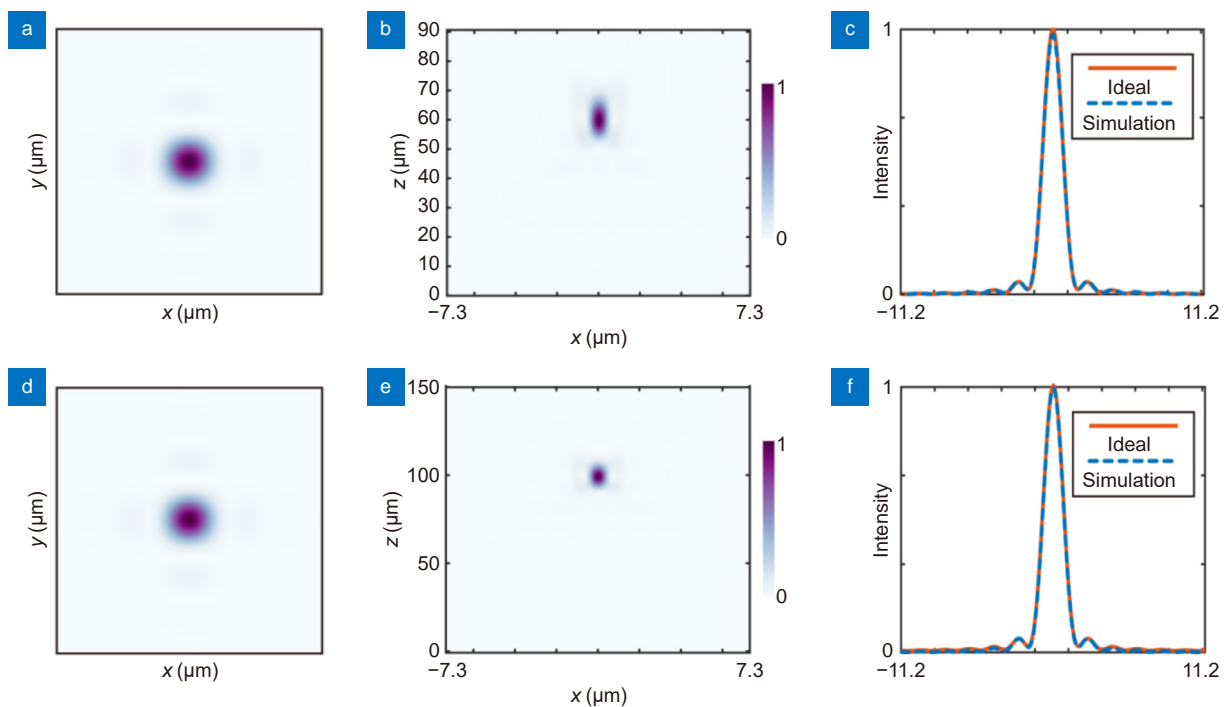 a
y (µm)
x (µm)
b
90
80
70
60
50
40
30
20
10
0
z (µm)
−7.3
7.3
x (µm)
1
0
c
1
Intensity
0
−11.2
11.2
Ideal
Simulation
d
y (µm)
x (µm)
e
150
100
50
0
z (µm)
−7.3
7.3
x (µm)
1
0
f
1
Intensity
0
−11.2
11.2
Ideal
Simulation